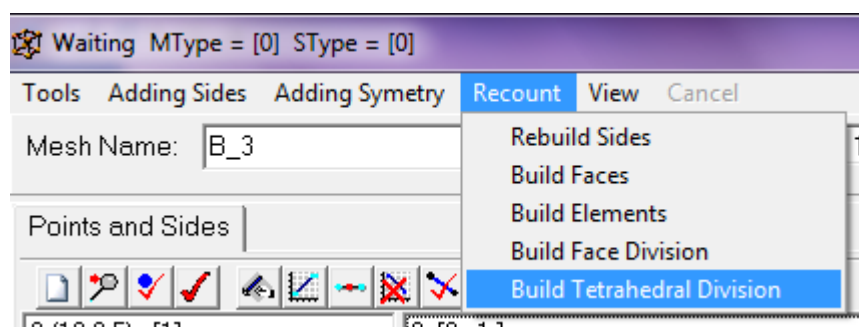 Waiting MType = [0] SType = [0]
Tools Adding Sides Adding Symetry Recount View Cancel
Mesh Name: B_3
Rebuild Sides
Build Faces
Build Elements
Points and Sides
Build Face Division
Build Tetrahedral Division